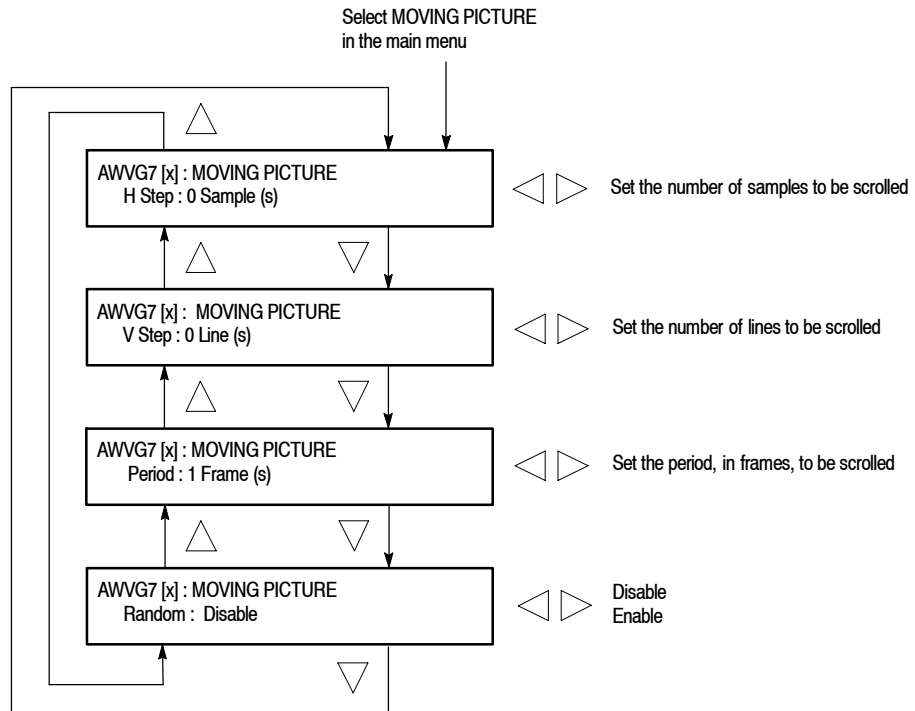 Select MOVING PICTURE
in the main menu
AWVG7 [x] : MOVING PICTURE
H Step : 0 Sample (s)
Set the number of samples to be scrolled
AWVG7 [x] :  MOVING PICTURE
V Step : 0 Line (s)
Set the number of lines to be scrolled
AWVG7 [x] : MOVING PICTURE
Period : 1 Frame (s)
Set the period, in frames, to be scrolled
AWVG7 [x] : MOVING PICTURE
Random :  Disable
Disable
Enable